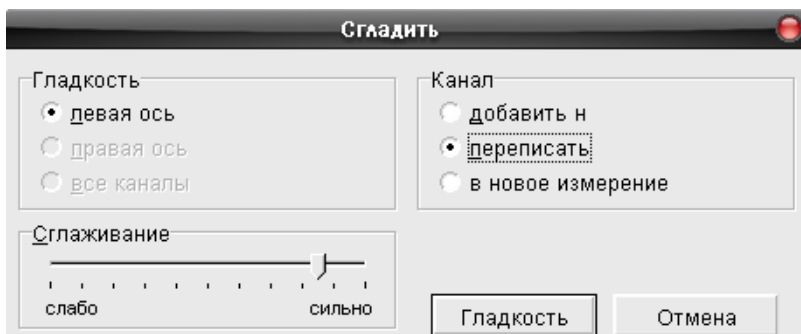 Сгладить
Гладкость
левая ось
правая ось
все каналы
Канал
добавить н
переписать
в новое измерение
Сглаживание
слабо
сильно
Гладкость
Отмена